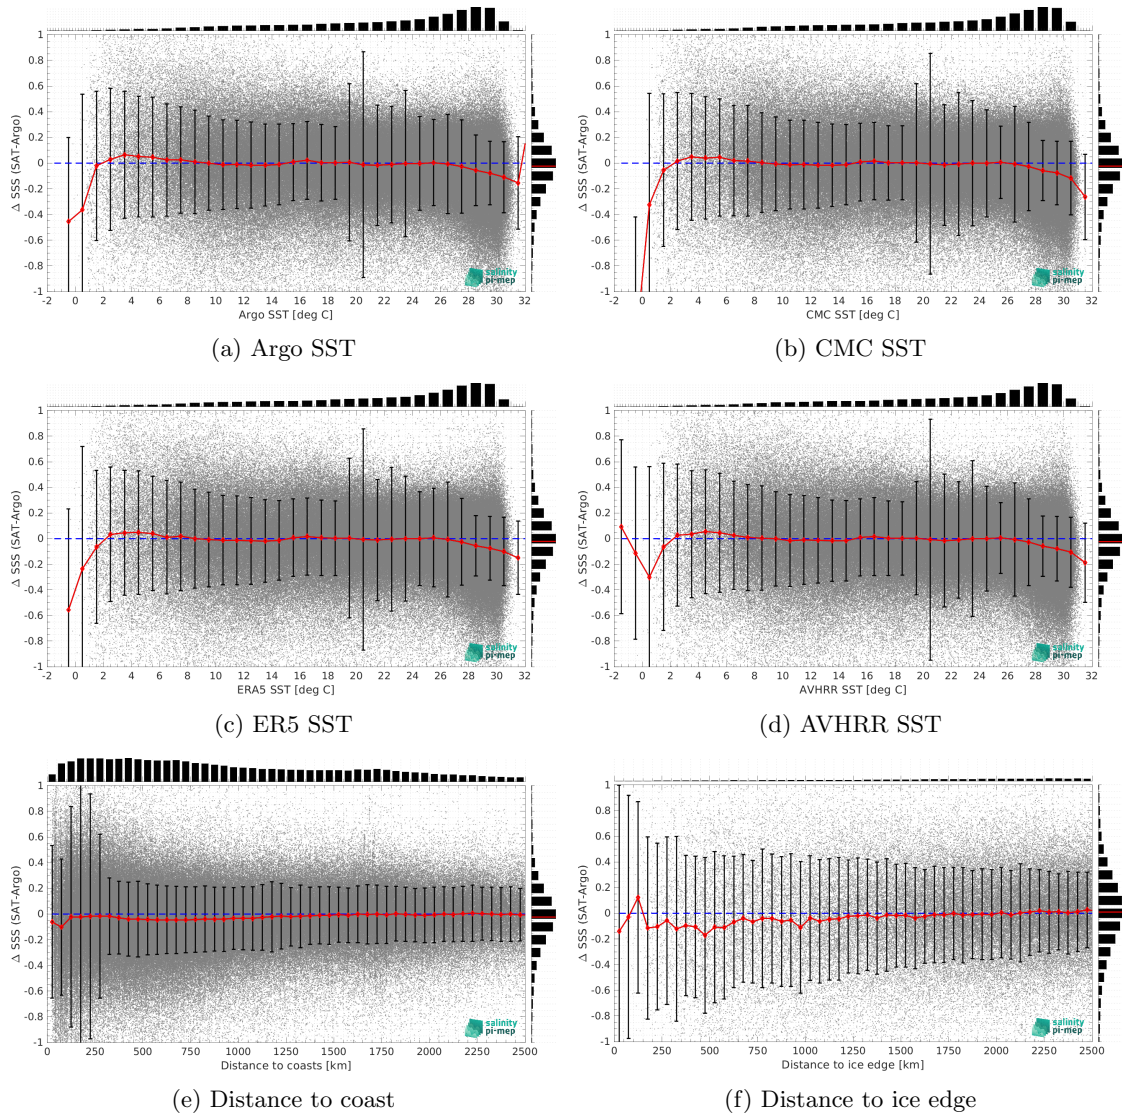 1
0.8
0.6
0.4
0.2
0
-0.2
-0.4
-0.6
-0.8
-1
Δ SSS (SAT-Argo)
salinity
pi-mep
-2 0 2 4 6 8 10 12 14 16 18 20 22 24 26 28 30 32
Argo SST [deg C]
(a) Argo SST
1
0.8
0.6
0.4
0.2
0
-0.2
-0.4
-0.6
-0.8
-1
Δ SSS (SAT-Argo)
salinity
pi-mep
-2 0 2 4 6 8 10 12 14 16 18 20 22 24 26 28 30 32
CMC SST [deg C]
(b) CMC SST
1
0.8
0.6
0.4
0.2
0
-0.2
-0.4
-0.6
-0.8
-1
Δ SSS (SAT-Argo)
salinity
pi-mep
-2 0 2 4 6 8 10 12 14 16 18 20 22 24 26 28 30 32
ERA5 SST [deg C]
(c) ER5 SST
1
0.8
0.6
0.4
0.2
0
-0.2
-0.4
-0.6
-0.8
-1
Δ SSS (SAT-Argo)
salinity
pi-mep
-2 0 2 4 6 8 10 12 14 16 18 20 22 24 26 28 30 32
AVHRR SST [deg C]
(d) AVHRR SST
1
0.8
0.6
0.4
0.2
0
-0.2
-0.4
-0.6
-0.8
-1
Δ SSS (SAT-Argo)
salinity
pi-mep
0 250 500 750 1000 1250 1500 1750 2000 2250 2500
Distance to coasts [km]
(e) Distance to coast
1
0.8
0.6
0.4
0.2
0
-0.2
-0.4
-0.6
-0.8
-1
Δ SSS (SAT-Argo)
salinity
pi-mep
0 250 500 750 1000 1250 1500 1750 2000 2250 2500
Distance to ice edge [km]
(f) Distance to ice edge